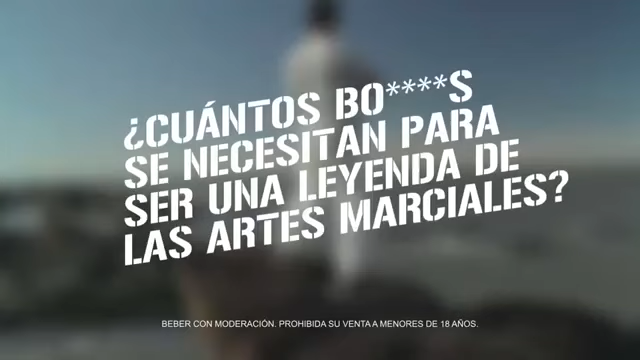 ¿CUÁNTOS BO****S
SE NECESITAN PARA
SER UNA LEYENDA DE
LAS ARTES MARCIALES?
BEBER CON MODERACIÓN. PROHIBIDA SU VENTA A MENORES DE 18 AÑOS.